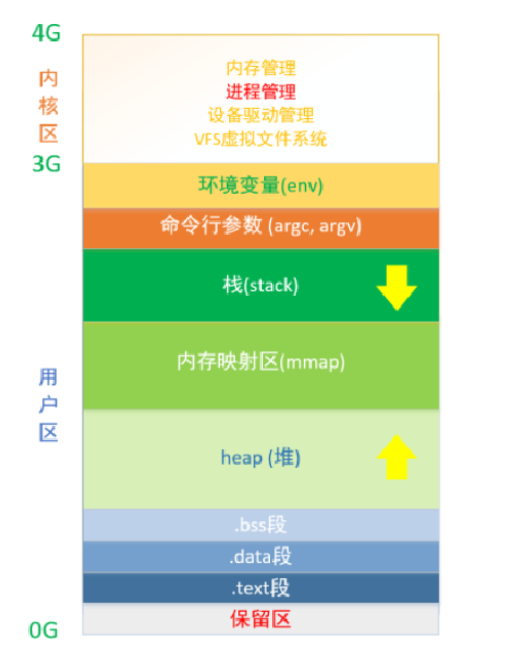 4G
内核区
内存管理
进程管理
设备驱动管理
VFS虚拟文件系统
3G
环境变量(env)
命令行参数 (argc, argv)
栈(stack)
内存映射区(mmap)
用户区
heap (堆)
.bss段
.data段
.text段
保留区
0G